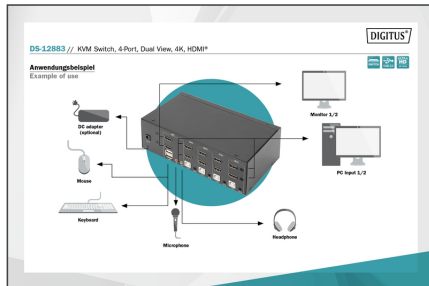 DIGITUS®
DS-12883 // KVM Switch, 4-Port, Dual View, 4K, HDMI®
Anwendungsbeispiel
Example of use
DC adapter
(optional)
Monitor 1/2
Mouse
PC Input 1/2
Keyboard
Microphone
Headphone